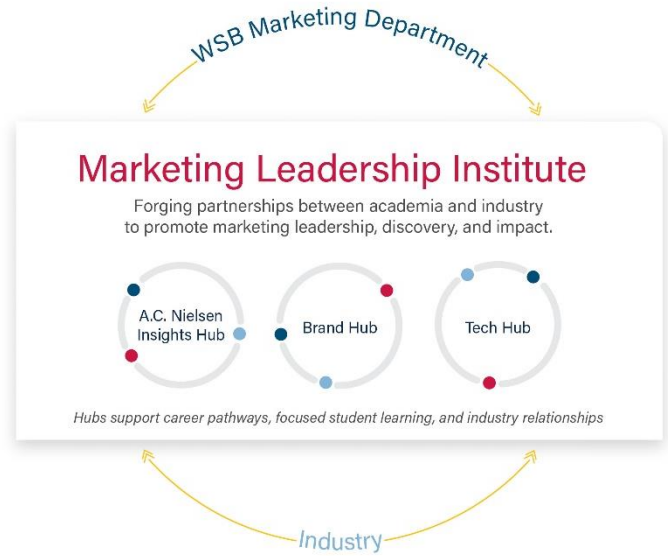 WSB Marketing Department
Marketing Leadership Institute
Forging partnerships between academia and industry
to promote marketing leadership, discovery, and impact.
A.C. Nielsen
Insights Hub
Brand Hub
Tech Hub
Hubs support career pathways, focused student learning, and industry relationships
Industry